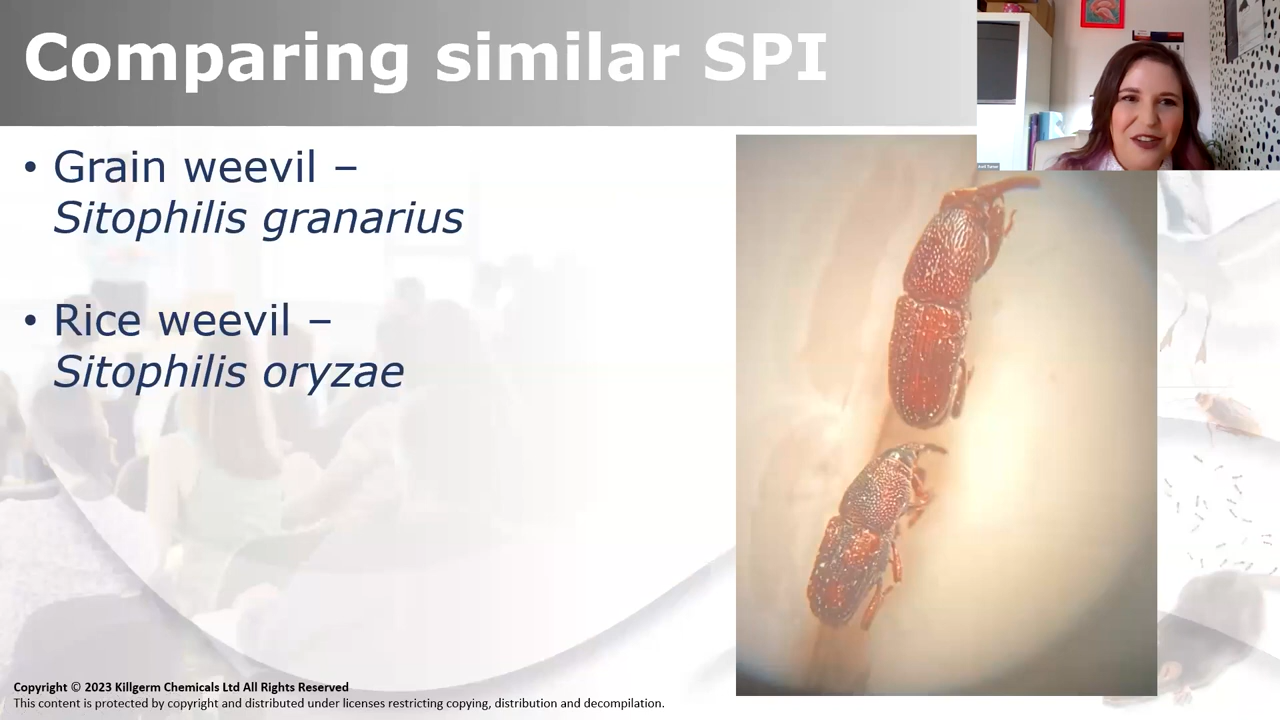 Comparing similar SPI
• Grain weevil –
Sitophilis granarius
• Rice weevil –
Sitophilis oryzae
Copyright © 2023 Killgerm Chemicals Ltd All Rights Reserved
This content is protected by copyright and distributed under licenses restricting copying, distribution and decompilation.